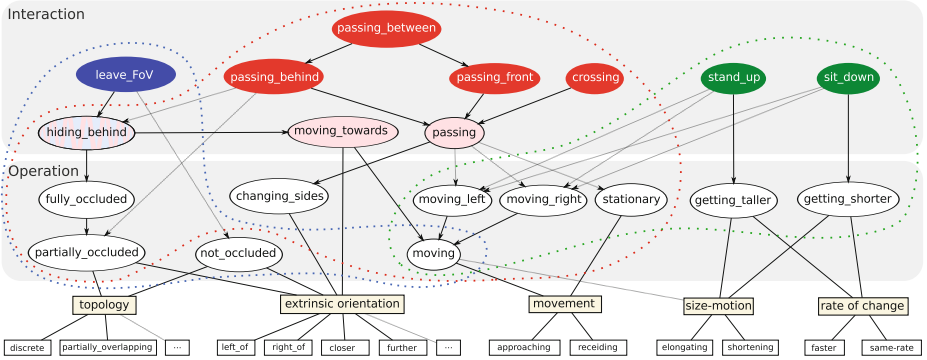 Interaction
passing_between
leave_FoV
passing_behind
passing_front
crossing
stand_up
sit_down
hiding_behind
moving_towards
passing
Operation
fully_occluded
changing_sides
moving_left
moving_right
stationary
getting_taller
getting_shorter
partially_occluded
not_occluded
moving
topology
extrinsic orientation
movement
size-motion
rate of change
discrete
partially_overlapping
...
left_of
right_of
closer
further
...
approaching
receiding
elongating
shortening
faster
same-rate